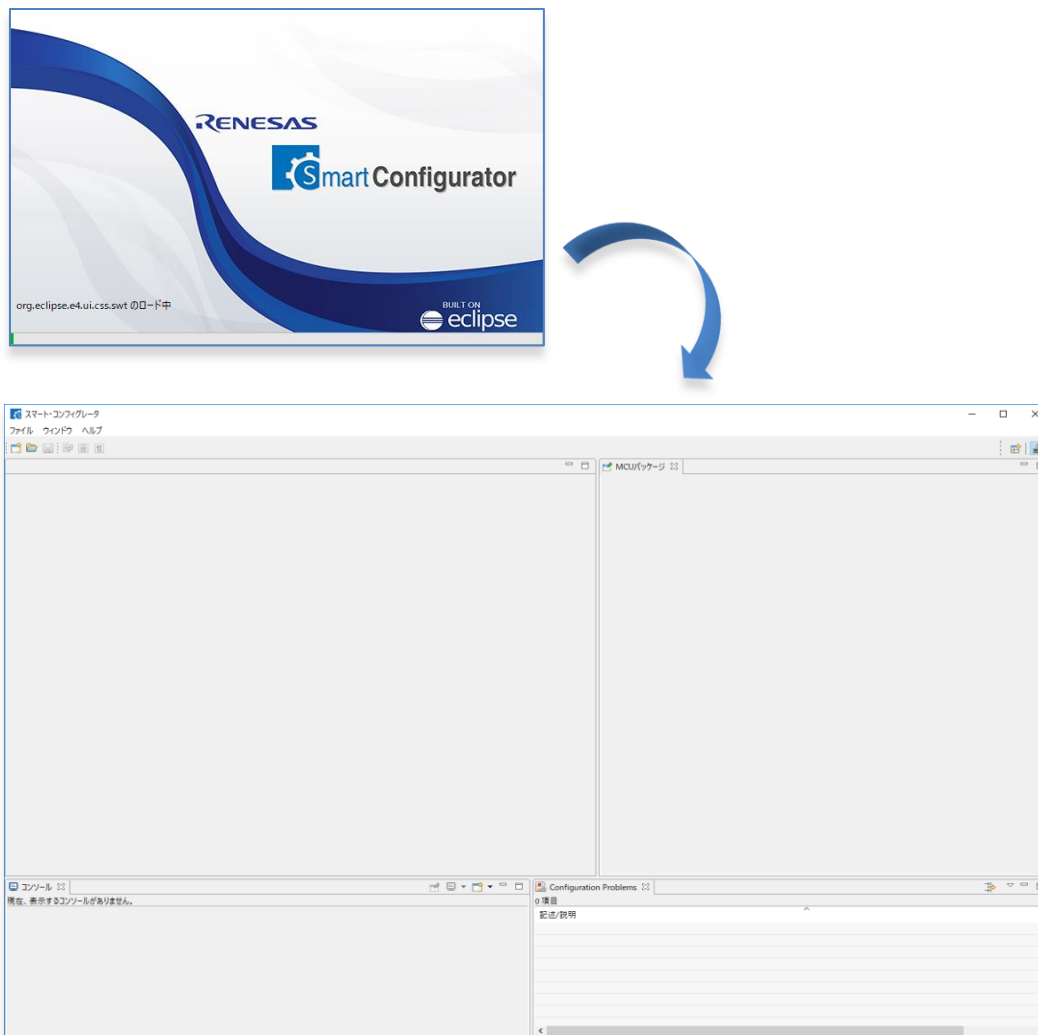 RENESAS
Smart Configurator
org.eclipse.e4.ui.css.swt のロード中
BUILT ON
eclipse
スマート・コンフィグレータ
ファイル ウィンドウ ヘルプ
MCUパッケージ
コンソール
現在、表示するコンソールがありません。
Configuration Problems
0 項目
記述/説明